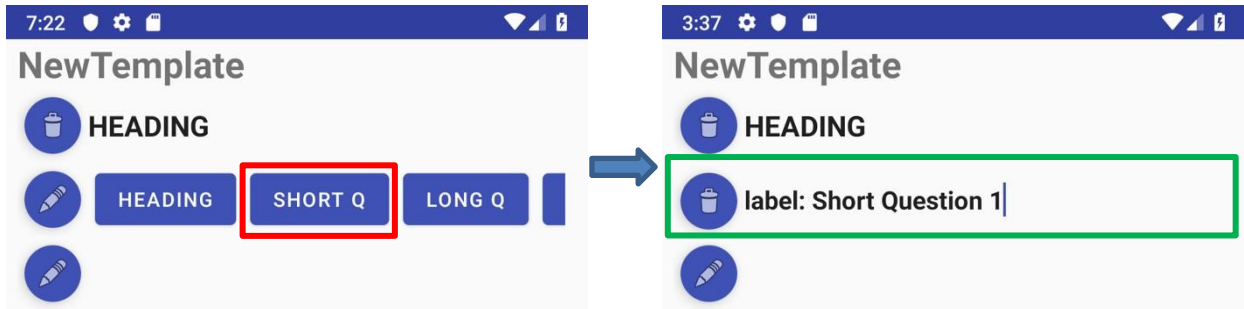 7:22
NewTemplate
HEADING
HEADING SHORT Q LONG Q
3:37
NewTemplate
HEADING
label: Short Question 1